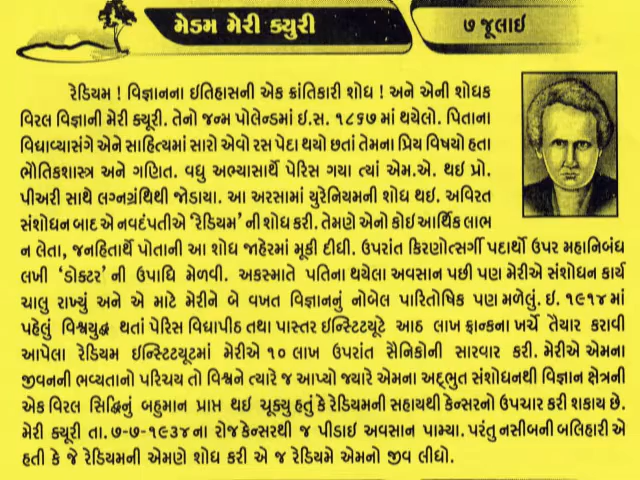 મેડમ મેરી ક્યુરી
૭ જૂલાઇ
રેડિયમ ! વિજ્ઞાનના ઇતિહાસની એક ક્રાંતિકારી શોધ ! અને એની શોધક
વિરલ વિજ્ઞાની મેરી ક્યૂરી. તેનો જન્મ પોલેન્ડમાં ઇ.સ. ૧૮૬૭ માં થયેલો. પિતાના
વિદ્યાવ્યાસંગે એને સાહિત્યમાં સારો એવો રસ પેદા થયો છતાં તેમના પ્રિય વિષયો હતા
ભૌતિકશાસ્ત્ર અને ગણિત. વધુ અભ્યાસાર્થે પેરિસ ગયા ત્યાં એમ.એ. થઇ પ્રો.
પીઅરી સાથે લગ્નગ્રંથિથી જોડાયા. આ અરસામાં યુરેનિયમની શોધ થઇ. અવિરત
સંશોધન બાદ એ નવદંપતીએ ‘રેડિયમ’ ની શોધ કરી. તેમણે એનો કોઇ આર્થિક લાભ
ન લેતા, જનહિતાર્થે પોતાની આ શોધ જાહેરમાં મૂકી દીધી. ઉપરાંત કિરણોત્સર્ગી પદાર્થો ઉપર મહાનિબંધ
લખી ‘ડોક્ટર’ ની ઉપાધિ મેળવી. અકસ્માતે પતિના થયેલા અવસાન પછી પણ મેરીએ સંશોધન કાર્ય
ચાલુ રાખ્યું અને એ માટે મેરીને બે વખત વિજ્ઞાનનું નોબેલ પારિતોષિક પણ મળેલું. ઇ. ૧૯૧૪ માં
પહેલું વિશ્વયુદ્ધ થતાં પેરિસ વિદ્યાપીઠ તથા પાસ્તર ઇન્સ્ટિટયૂટે આઠ લાખ ફ્રાન્કના ખર્ચે તૈયાર કરાવી
આપેલા રેડિયમ ઇન્સ્ટિટયૂટમાં મેરીએ ૧૦ લાખ ઉપરાંત સૈનિકોની સારવાર કરી. મેરીએ એમના
જીવનની ભવ્યતાનો પરિચય તો વિશ્વને ત્યારે જ આપ્યો જ્યારે એમના અદ્ભુત સંશોધનથી વિજ્ઞાન ક્ષેત્રની
એક વિરલ સિદ્ધિનું બહુમાન પ્રાપ્ત થઇ ચૂક્યુ હતું કે રેડિયમની સહાયથી કેન્સરનો ઉપચાર કરી શકાય છે.
મેરી ક્યૂરી તા. ૭-૭-૧૯૩૪ના રોજ કેન્સરથી જ પીડાઇ અવસાન પામ્યા. પરંતુ નસીબની બલિહારી એ
હતી કે જે રેડિયમની એમણે શોધ કરી એ જ રેડિયમે એમનો જીવ લીધો.